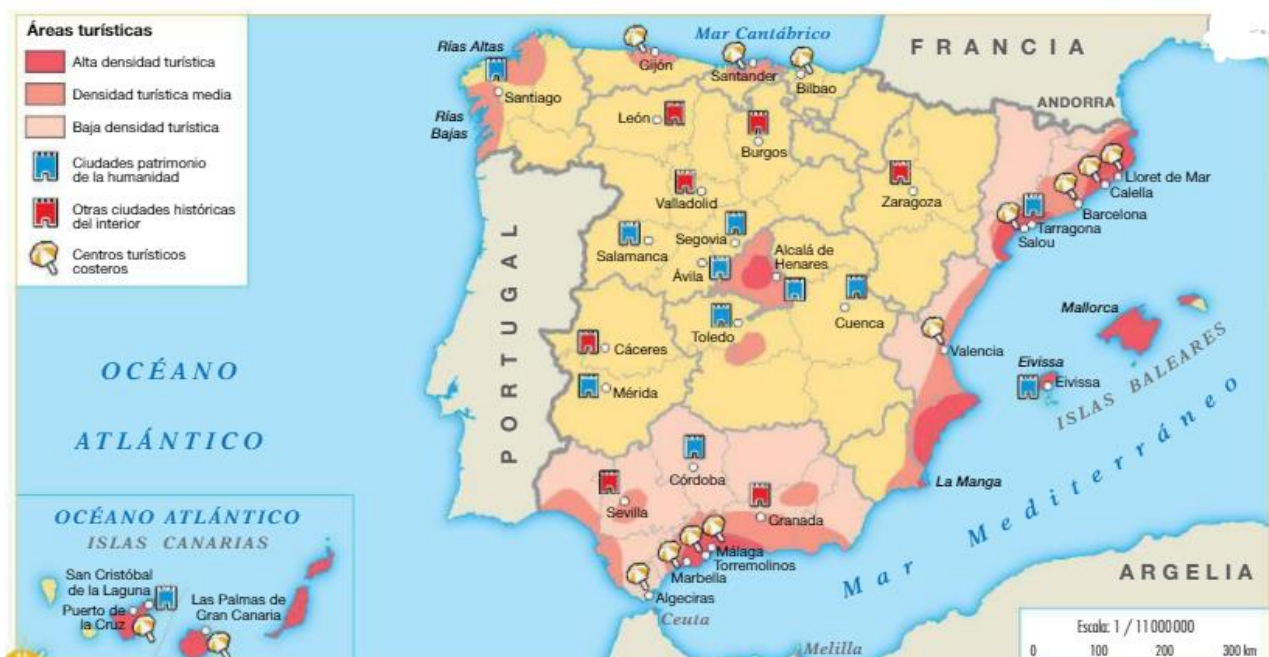 Áreas turísticas
Alta densidad turística
Densidad turística media
Baja densidad turística
Ciudades patrimonio
de la humanidad
Otras ciudades históricas
del interior
Centros turísticos
costeros
Rías Altas
Mar Cantábrico
FRANCIA
Gijón
Santander
Bilbao
Santiago
ANDORRA
Rías
Bajas
León
Burgos
Lloret de Mar
Calella
Valladolid
Zaragoza
Barcelona
Tarragona
Salou
Segovia
Salamanca
Alcalá de
Henares
Ávila
PORTUGAL
Mallorca
Toledo
Cuenca
Cáceres
Valencia
Eivissa
Eivissa
ISLAS BALEARES
Mérida
OCÉANO
ATLÁNTICO
Mar Mediterráneo
Córdoba
La Manga
Sevilla
Granada
Málaga
Torremolinos
Marbella
Algeciras
Ceuta
Melilla
ARGELIA
OCÉANO ATLÁNTICO
ISLAS CANARIAS
San Cristóbal
de la Laguna
Puerto de
la Cruz
Las Palmas de
Gran Canaria
Escala: 1 / 11000000
0 100 200 300 km